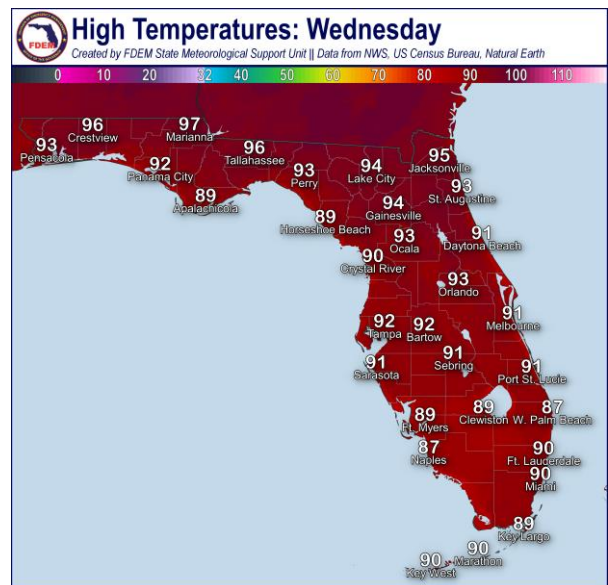 FDEM
High Temperatures: Wednesday
Created by FDEM State Meteorological Support Unit || Data from NWS, US Census Bureau, Natural Earth
0 10 20 32 40 50 60 70 80 90 100 110
96
Crestview
97
Marianna
93
Pensacola
92
Panama City
96
Tallahassee
89
Apalachicola
93
Perry
94
Lake City
95
Jacksonville
93
St. Augustine
89
Horseshoe Beach
94
Gainesville
93
Ocala
91
Daytona Beach
90
Crystal River
93
Orlando
92
Tampa
92
Bartow
91
Melbourne
91
Sarasota
91
Sebring
91
Port St. Lucie
89
Ft. Myers
89
Clewiston
87
W. Palm Beach
87
Naples
90
Ft. Lauderdale
90
Miami
89
Key Largo
90
Key West
90
Marathon